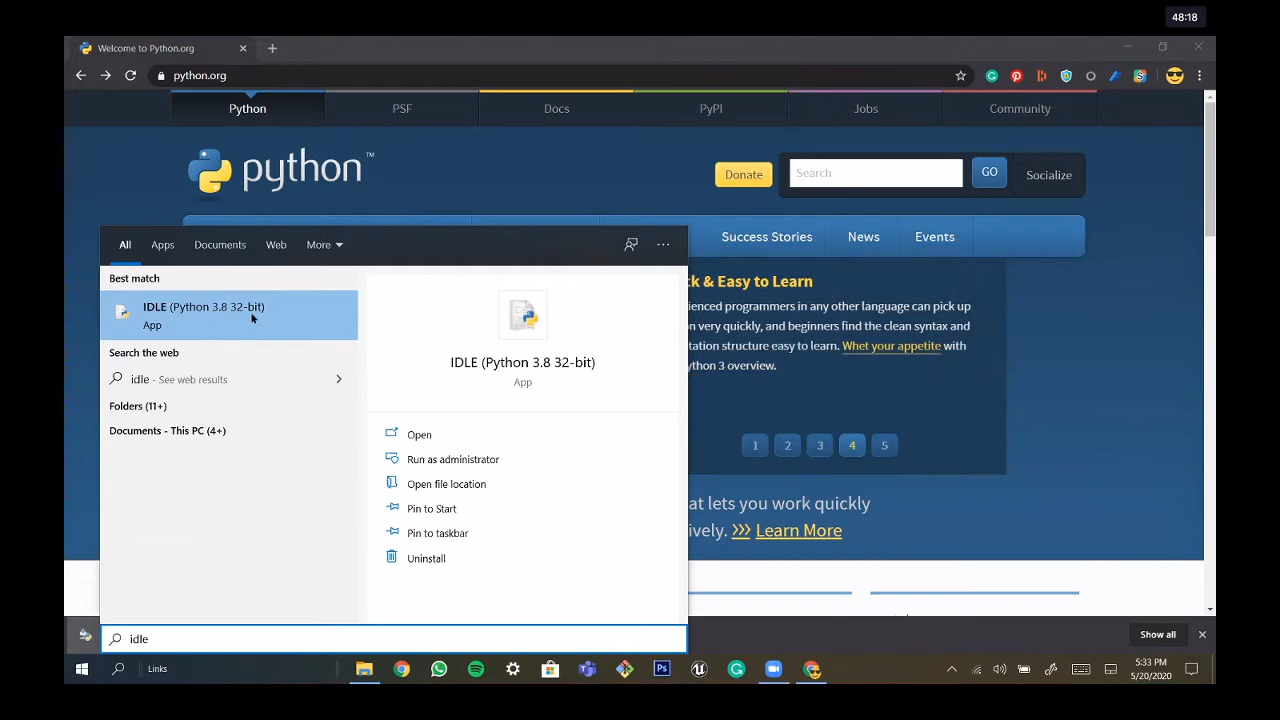 48:18
Welcome to Python.org
python.org
Python
PSF
Docs
PyPI
Jobs
Community
python™
Donate
Search
GO
Socialize
Success Stories
News
Events
All
Apps
Documents
Web
More
Best match
IDLE (Python 3.8 32-bit)
App
Search the web
idle - See web results
Folders (11+)
Documents - This PC (4+)
IDLE (Python 3.8 32-bit)
App
Open
Run as administrator
Open file location
Pin to Start
Pin to taskbar
Uninstall
k & Easy to Learn
ienced programmers in any other language can pick up
on very quickly, and beginners find the clean syntax and
tation structure easy to learn. Whet your appetite with
ython 3 overview.
1
2
3
4
5
at lets you work quickly
ively. >>> Learn More
idle
Show all
Links
Ps
5:33 PM
5/20/2020